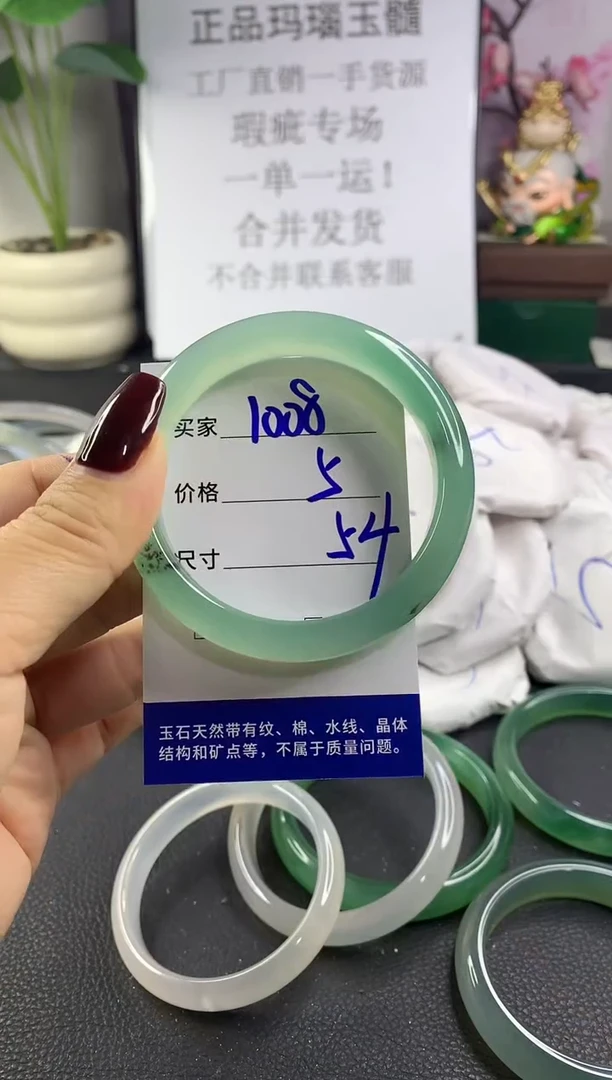 正品玛瑙玉髓
工厂直销一手货源
瑕疵专场
一单一运!
合并发货
不合并联系客服
买家 1008
价格 5
尺寸 54
玉石天然带有纹、棉、水线、晶体
结构和矿点等，不属于质量问题。